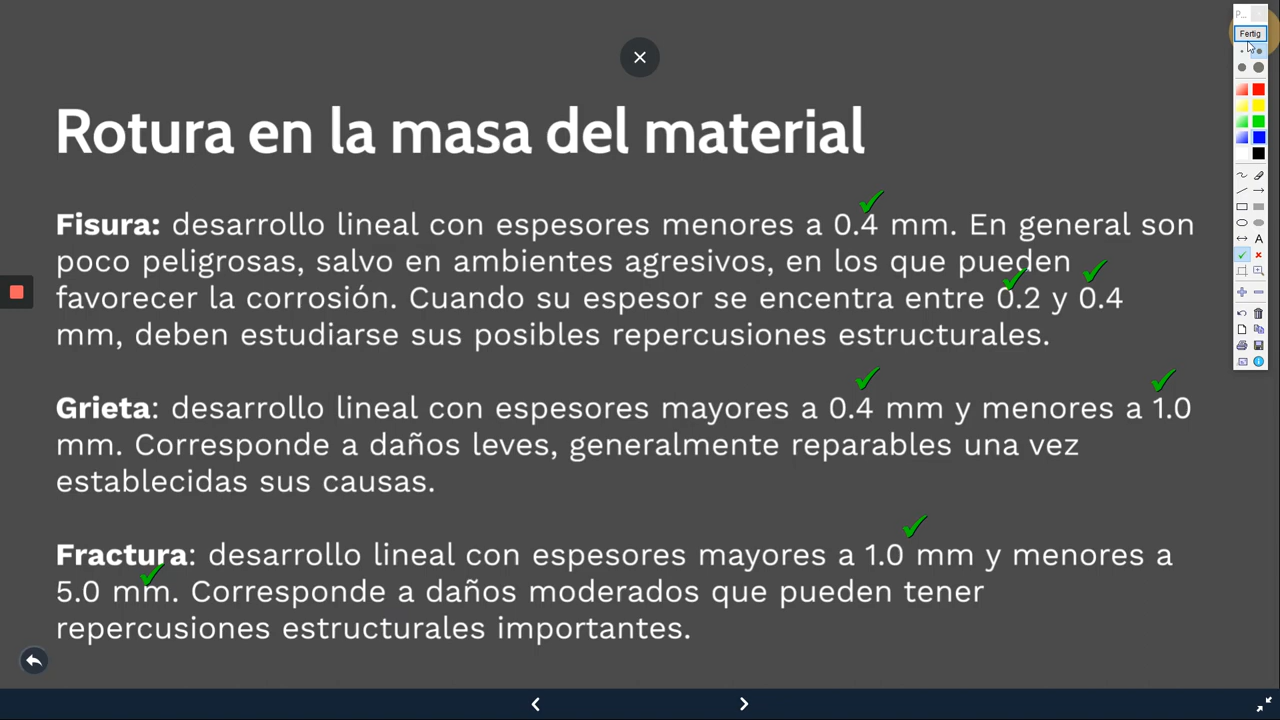 P...
Fertig
Rotura en la masa del material
Fisura: desarrollo lineal con espesores menores a 0.4 mm. En general son
poco peligrosas, salvo en ambientes agresivos, en los que pueden
favorecer la corrosión. Cuando su espesor se encuentra entre 0.2 y 0.4
mm, deben estudiarse sus posibles repercusiones estructurales.
Grieta: desarrollo lineal con espesores mayores a 0.4 mm y menores a 1.0
mm. Corresponde a daños leves, generalmente reparables una vez
establecidas sus causas.
Fractura: desarrollo lineal con espesores mayores a 1.0 mm y menores a
5.0 mm. Corresponde a daños moderados que pueden tener
repercusiones estructurales importantes.